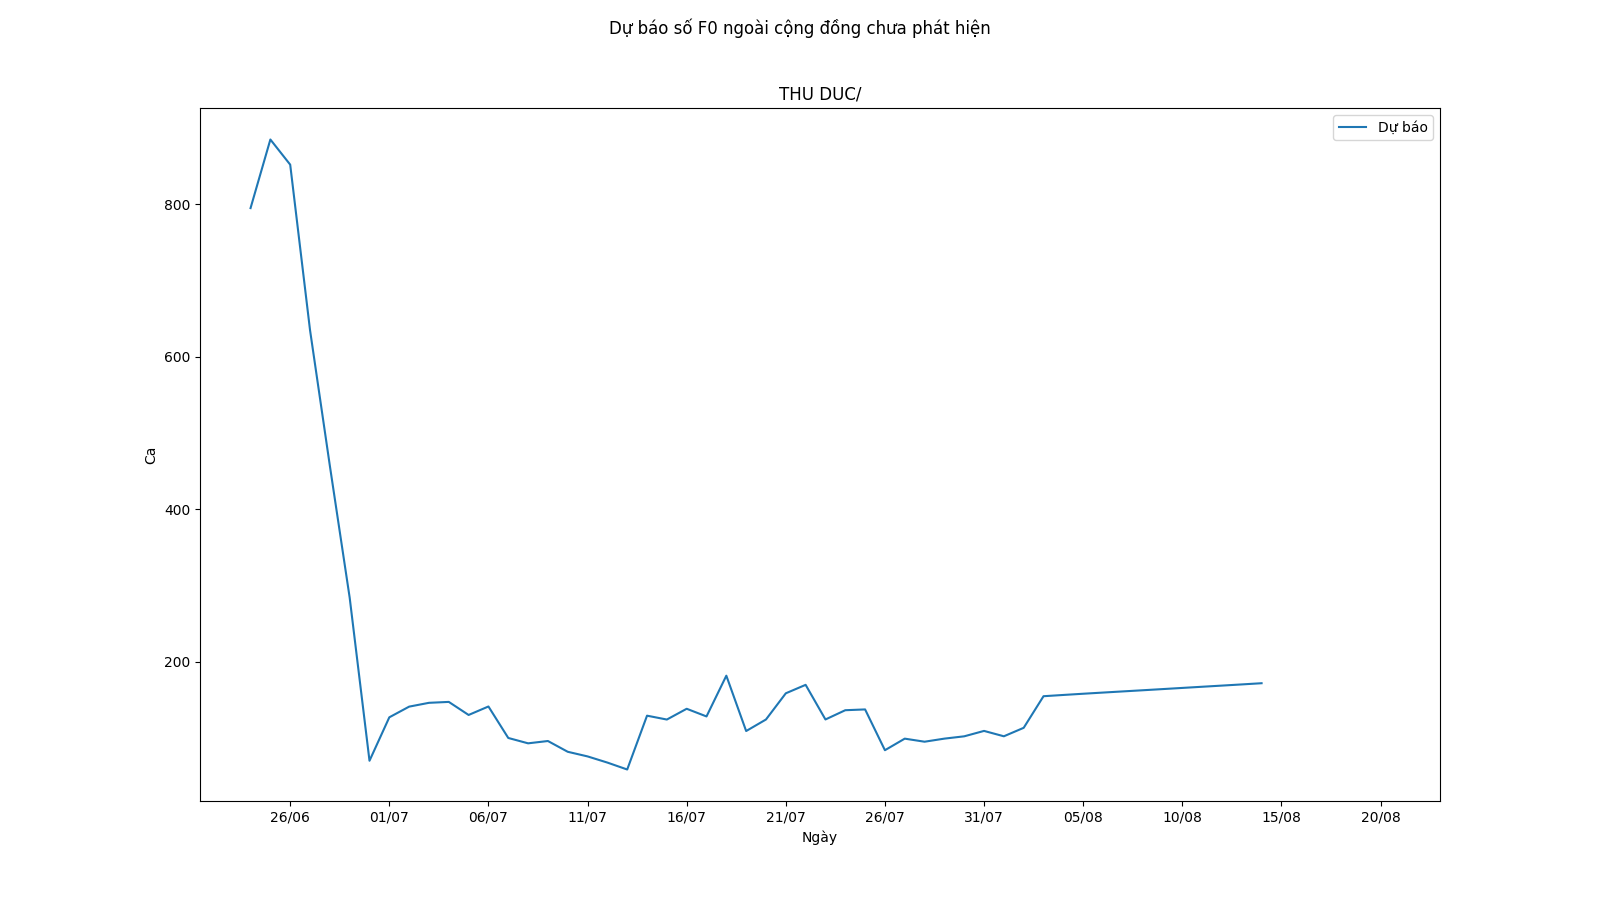 Dự báo số F0 ngoài cộng đồng chưa phát hiện
THU DUC/
Dự báo
800
600
400
200
Ca
26/06 01/07 06/07 11/07 16/07 21/07 26/07 31/07 05/08 10/08 15/08 20/08
Ngày